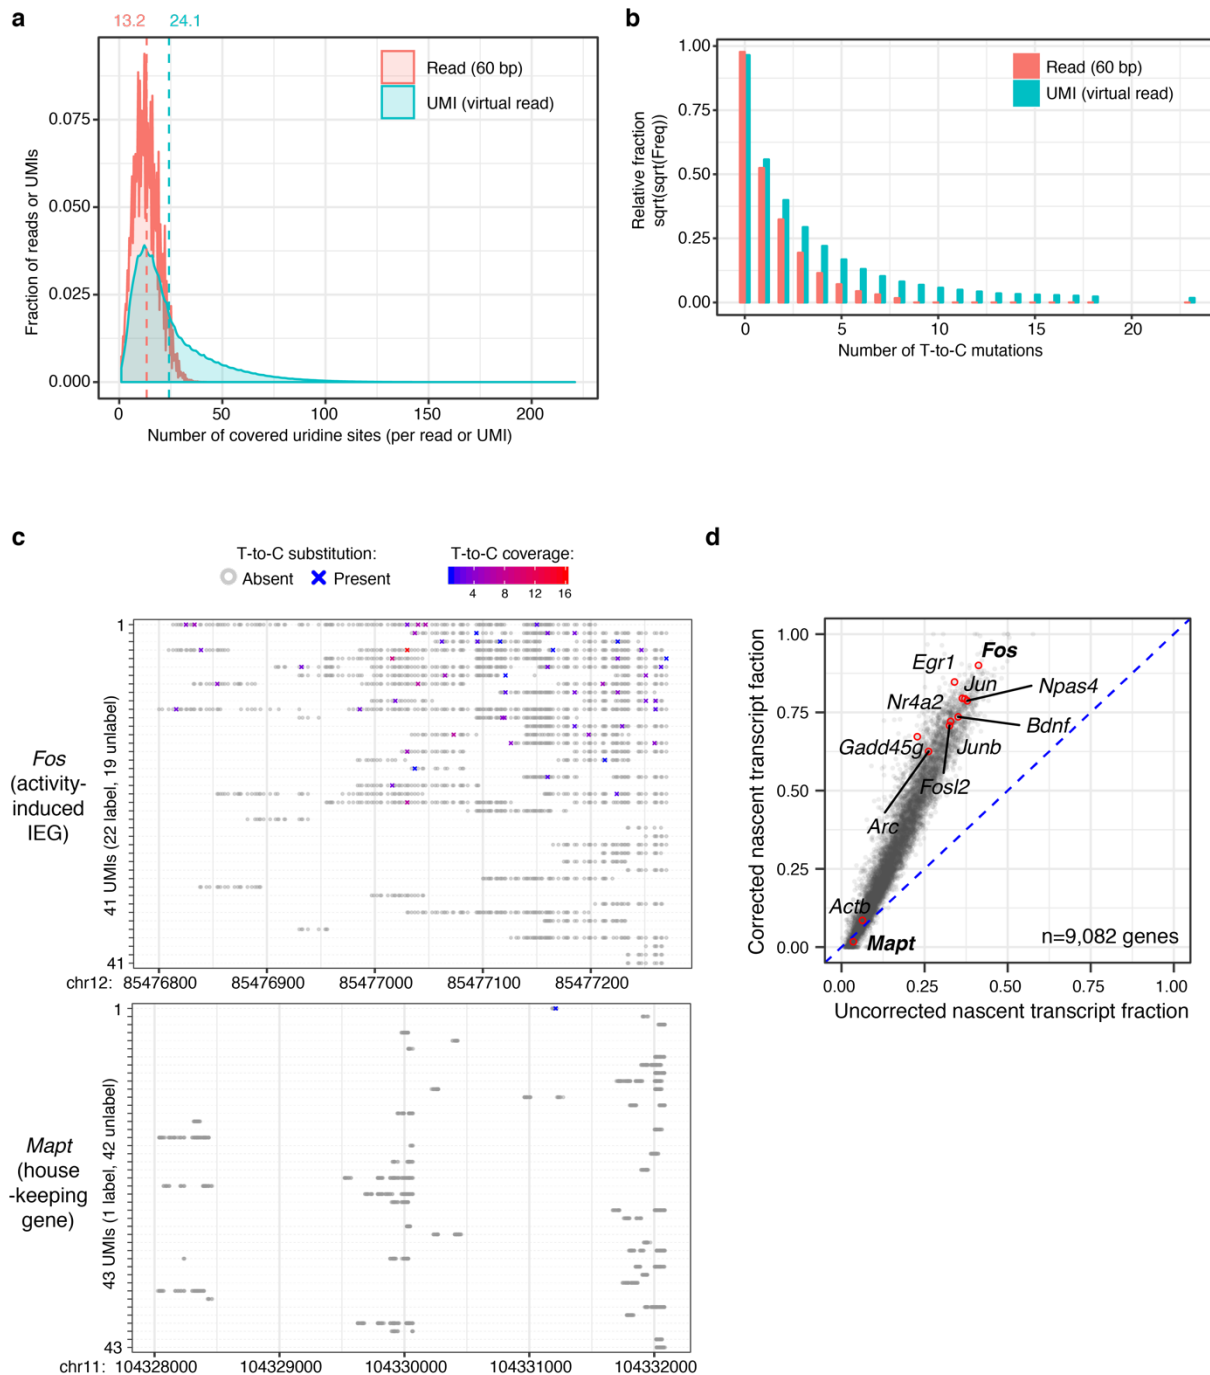 a
13.2 24.1
Read (60 bp)
UMI (virtual read)
0.075
0.050
0.025
0.000
Fraction of reads or UMIs
0 50 100 150 200
Number of covered uridine sites (per read or UMI)
b
Read (60 bp)
UMI (virtual read)
1.00
0.75
0.50
0.25
0.00
Relative fraction
sqrt(sqrt(Freq))
0 5 10 15 20
Number of T-to-C mutations
c
T-to-C substitution:
Absent Present
T-to-C coverage:
4 8 12 16
Fos
(activity-
induced
IEG)
1
41 UMIs (22 label, 19 unlabel)
41
chr12: 85476800 85476900 85477000 85477100 85477200
Mapt
(house
-keeping
gene)
1
43 UMIs (1 label, 42 unlabel)
43
chr11: 104328000 104329000 104330000 104331000 104332000
d
1.00
0.75
0.50
0.25
0.00
Corrected nascent transcript faction
Fos
Egr1
Jun
Npas4
Nr4a2
Bdnf
Gadd45g
Junb
Fosl2
Arc
Actb
Mapt
n=9,082 genes
0.00 0.25 0.50 0.75 1.00
Uncorrected nascent transcript fraction